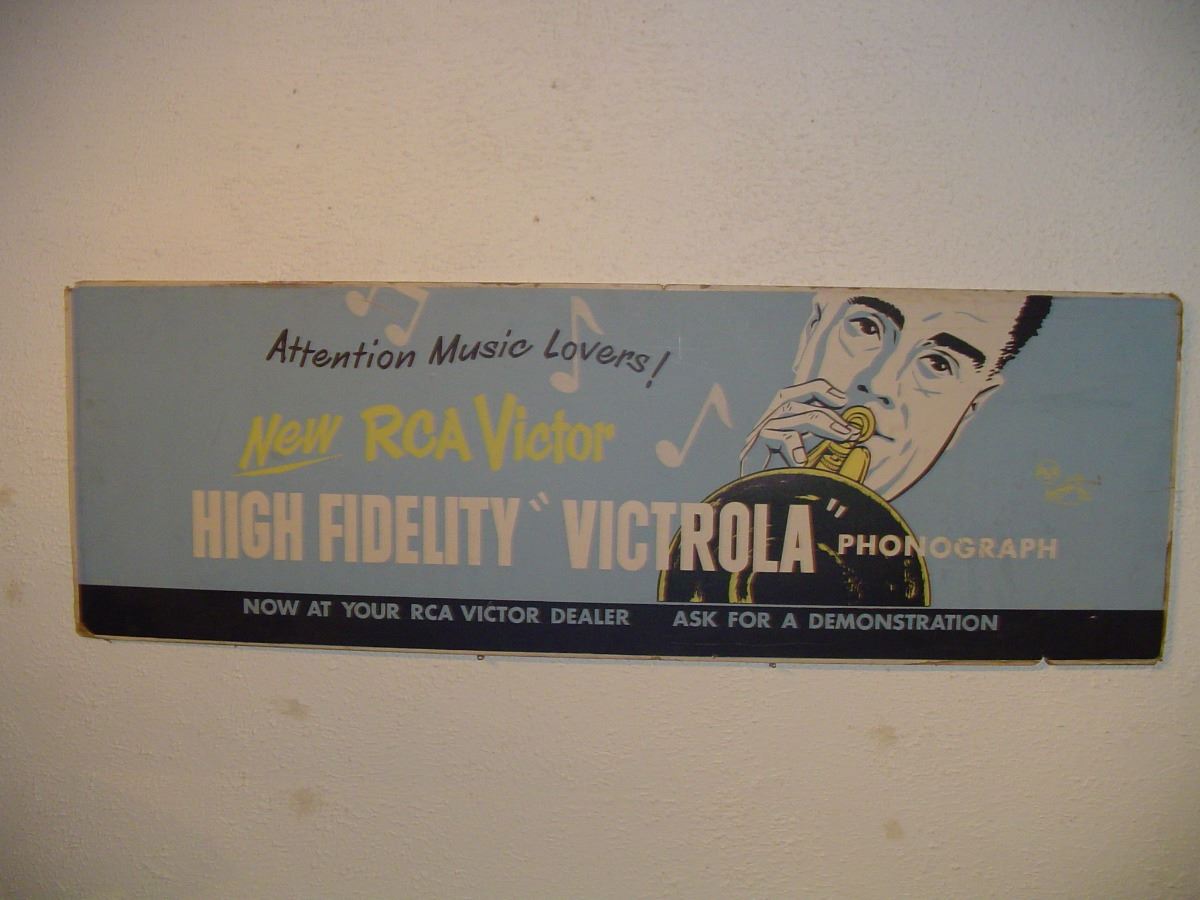 Attention Music Lovers!
New RCA Victor
HIGH FIDELITY "VICTROLA" PHONOGRAPH
NOW AT YOUR RCA VICTOR DEALER ASK FOR A DEMONSTRATION